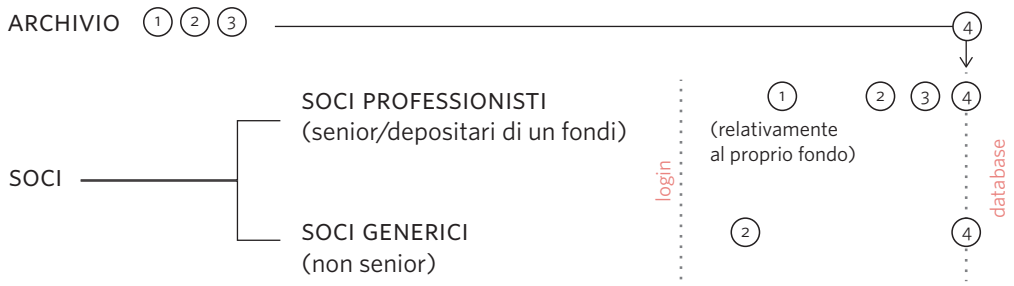 ARCHIVIO 1 2 3 4
SOCI PROFESSIONISTI 1 2 3 4
(senior/depositari di un fondi) (relativamente
al proprio fondo)
SOCI login database
SOCI GENERICI 2 4
(non senior)